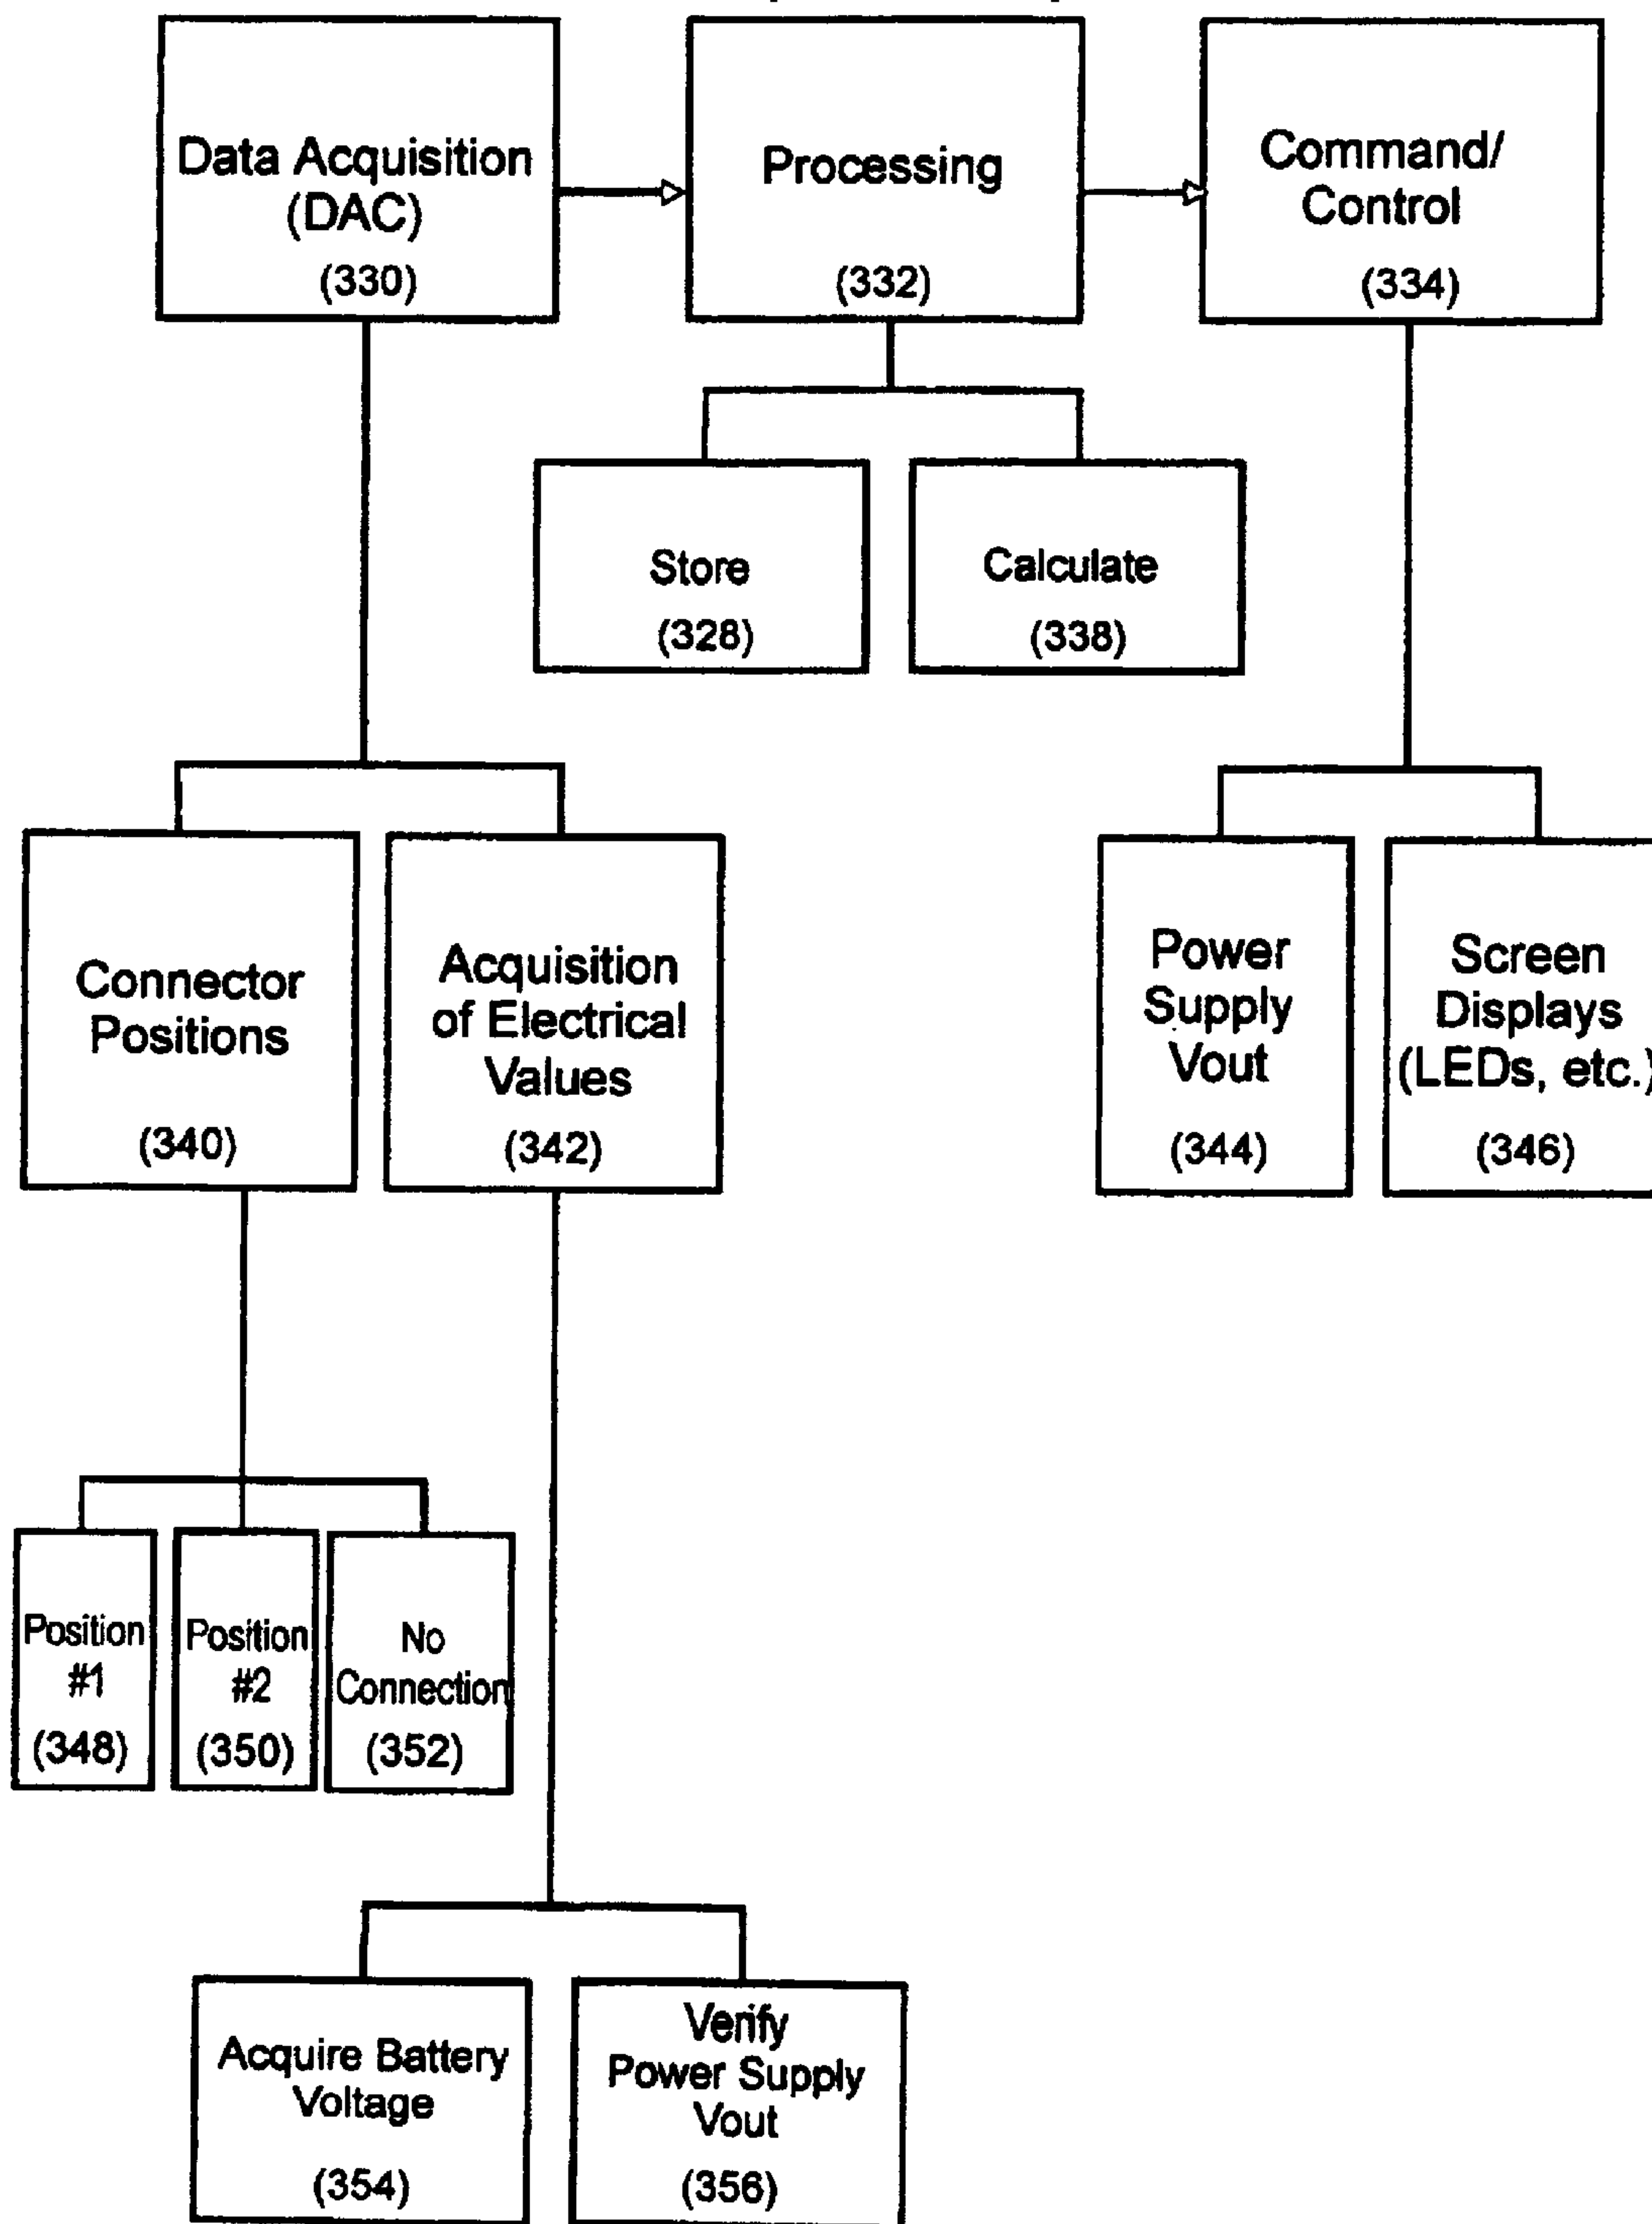 Data Acquisition
(DAC)
(330)
Processing
(332)
Command/
Control
(334)
Store
(328)
Calculate
(338)
Connector
Positions
(340)
Acquisition
of Electrical
Values
(342)
Power
Supply
Vout
(344)
Screen
Displays
(LEDs, etc.)
(346)
Position
#1
(348)
Position
#2
(350)
No
Connection
(352)
Acquire Battery
Voltage
(354)
Verify
Power Supply
Vout
(356)